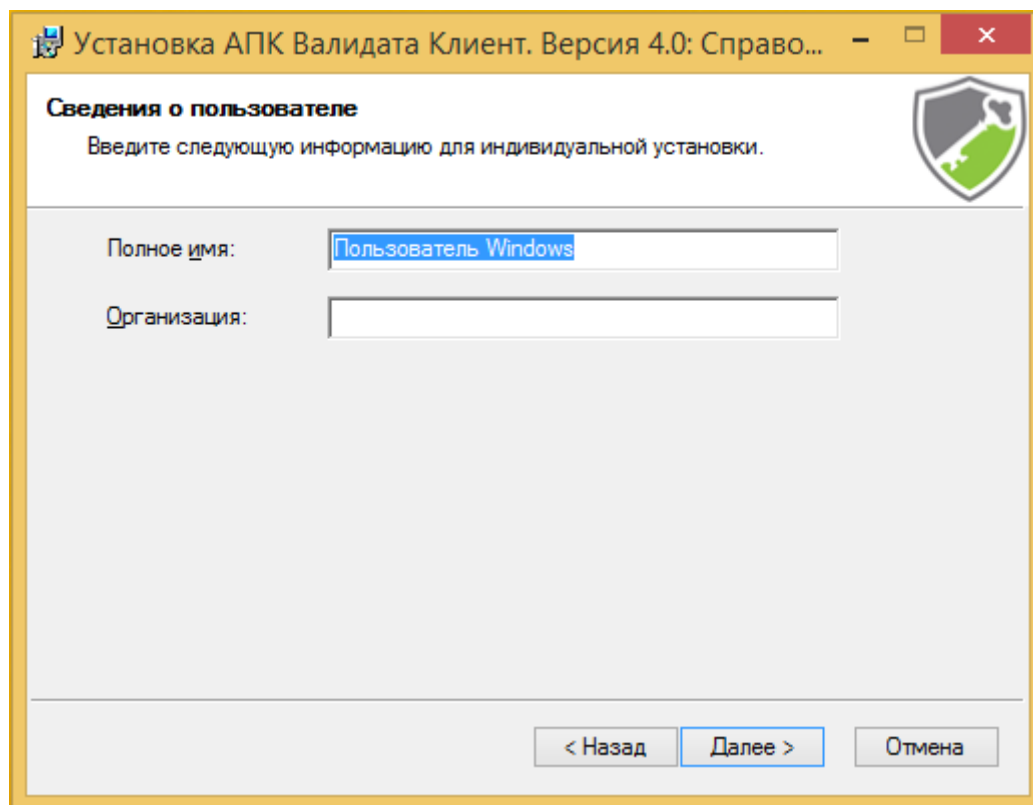 Установка АПК Валидата Клиент. Версия 4.0: Справо...
Сведения о пользователе
Введите следующую информацию для индивидуальной установки.
Полное имя:
Пользователь Windows
Организация:
< Назад
Далее >
Отмена